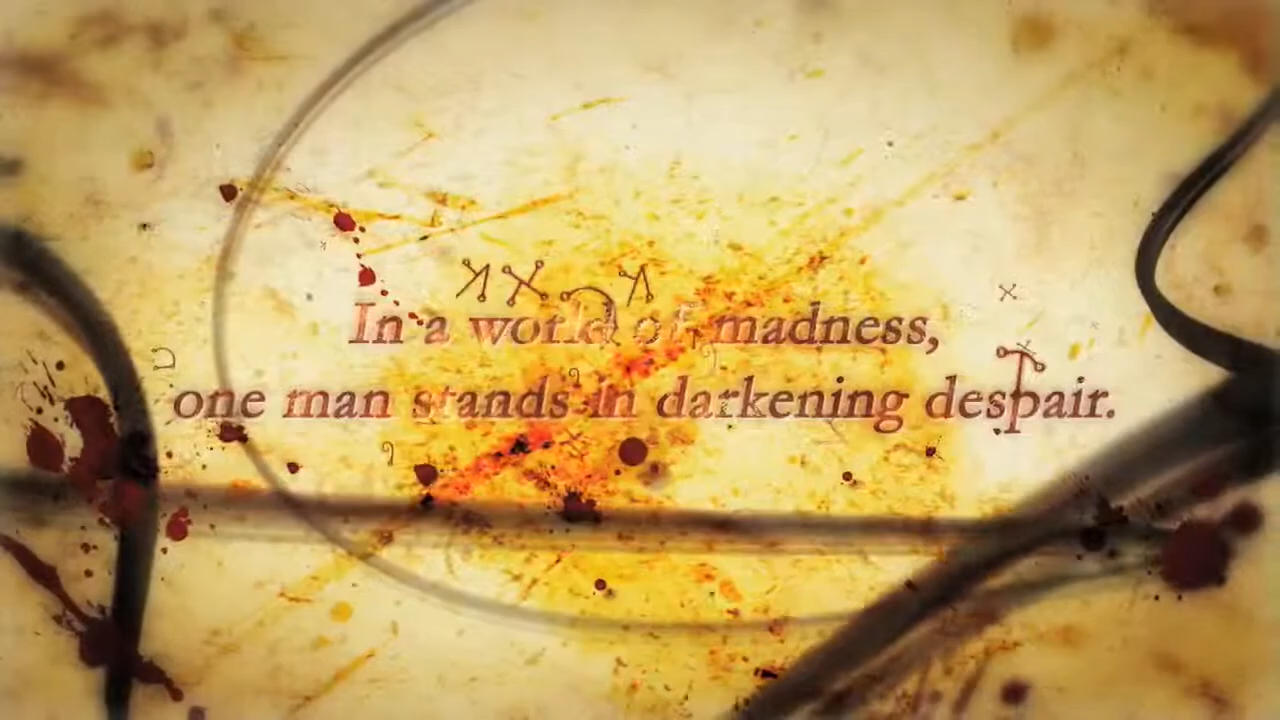 In a world of madness,
one man stands in darkening despair.